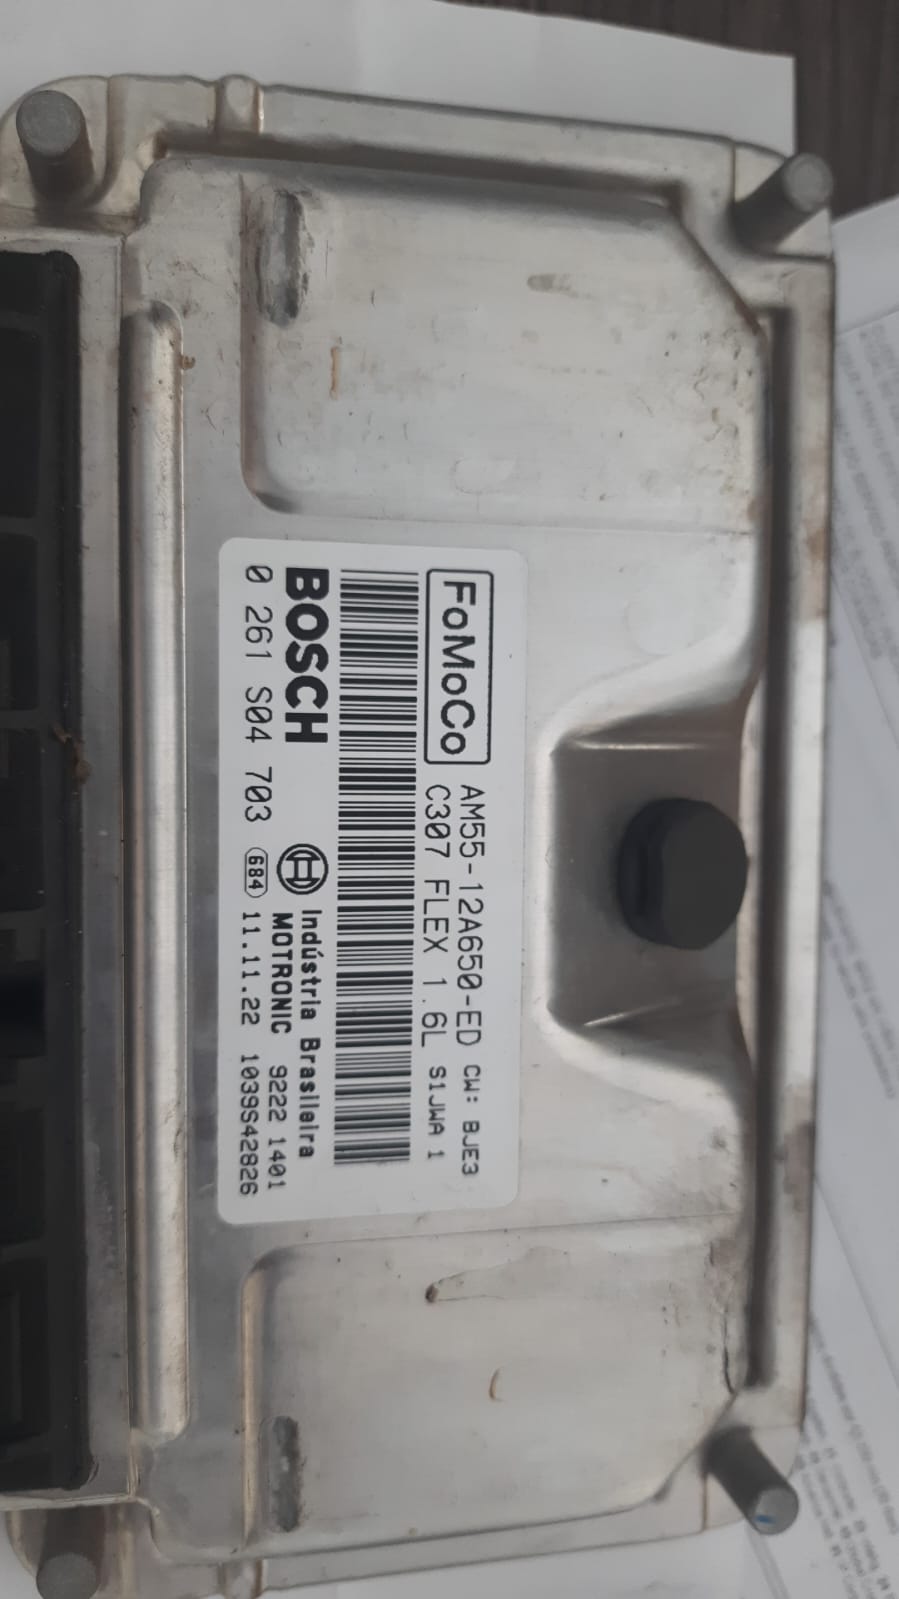 FoMoCo AM55-12A650-ED CW: BJE3
C307 FLEX 1.6L S1JWA 1
BOSCH Indústria Brasileira
MOTRONIC 9222 1401
0 261 S04 703 684 11.11.22 1039S42826